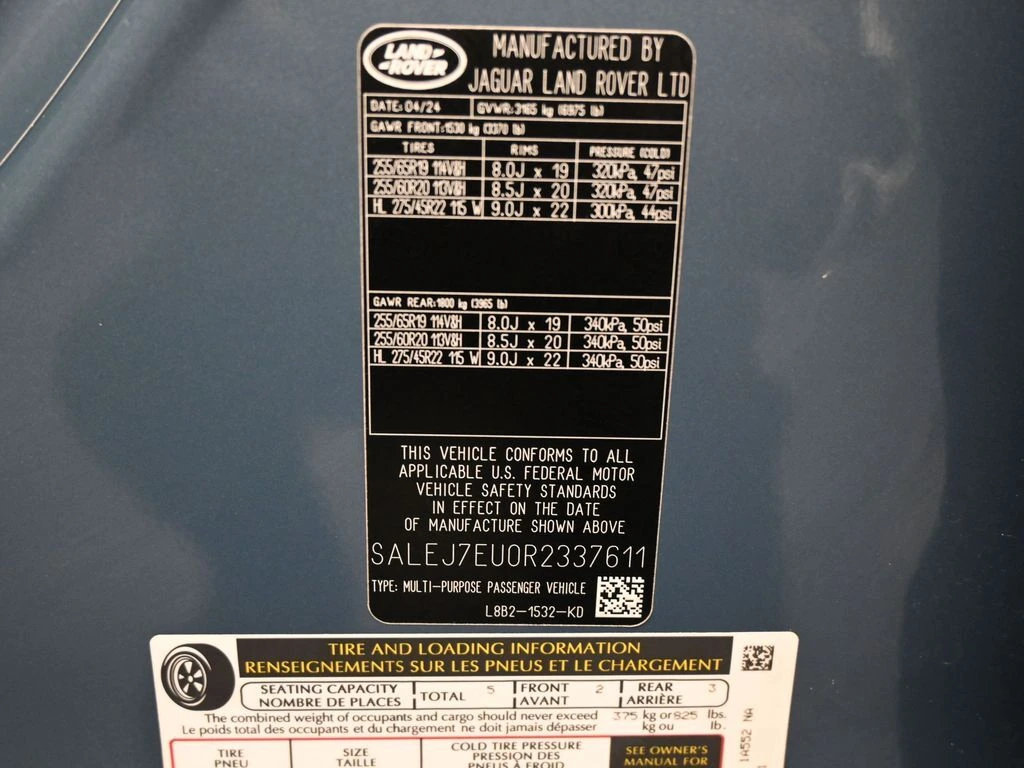 LAND ROVER
MANUFACTURED BY
JAGUAR LAND ROVER LTD
DATE: 04/24 GVWR: 3165 kg (6975 lb)
GAWR FRONT: 1530 kg (3370 lb)
TIRES RIMS PRESSURE (COLD)
255/65R19 114V&H 8.0J x 19 320kPa, 47psi
255/60R20 113V&H 8.5J x 20 320kPa, 47psi
HL 275/45R22 115 W 9.0J x 22 300kPa, 44psi
GAWR REAR: 1800 kg (3965 lb)
255/65R19 114V&H 8.0J x 19 340kPa, 50psi
255/60R20 113V&H 8.5J x 20 340kPa, 50psi
HL 275/45R22 115 W 9.0J x 22 340kPa, 50psi
THIS VEHICLE CONFORMS TO ALL
APPLICABLE U.S. FEDERAL MOTOR
VEHICLE SAFETY STANDARDS
IN EFFECT ON THE DATE
OF MANUFACTURE SHOWN ABOVE
SALEJ7EU0R2337611
TYPE: MULTI-PURPOSE PASSENGER VEHICLE
L8B2-1532-KD
TIRE AND LOADING INFORMATION
RENSEIGNEMENTS SUR LES PNEUS ET LE CHARGEMENT
SEATING CAPACITY TOTAL 5 FRONT 2 REAR 3
NOMBRE DE PLACES AVANT ARRIÈRE
The combined weight of occupants and cargo should never exceed 375 kg or 825 lbs.
Le poids total des occupants et du chargement ne doit jamais dépasser kg ou lb.
TIRE SIZE COLD TIRE PRESSURE SEE OWNER'S
PNEU TAILLE PRESSION DES MANUAL FOR
PNEUS À FROID
1A552 NA